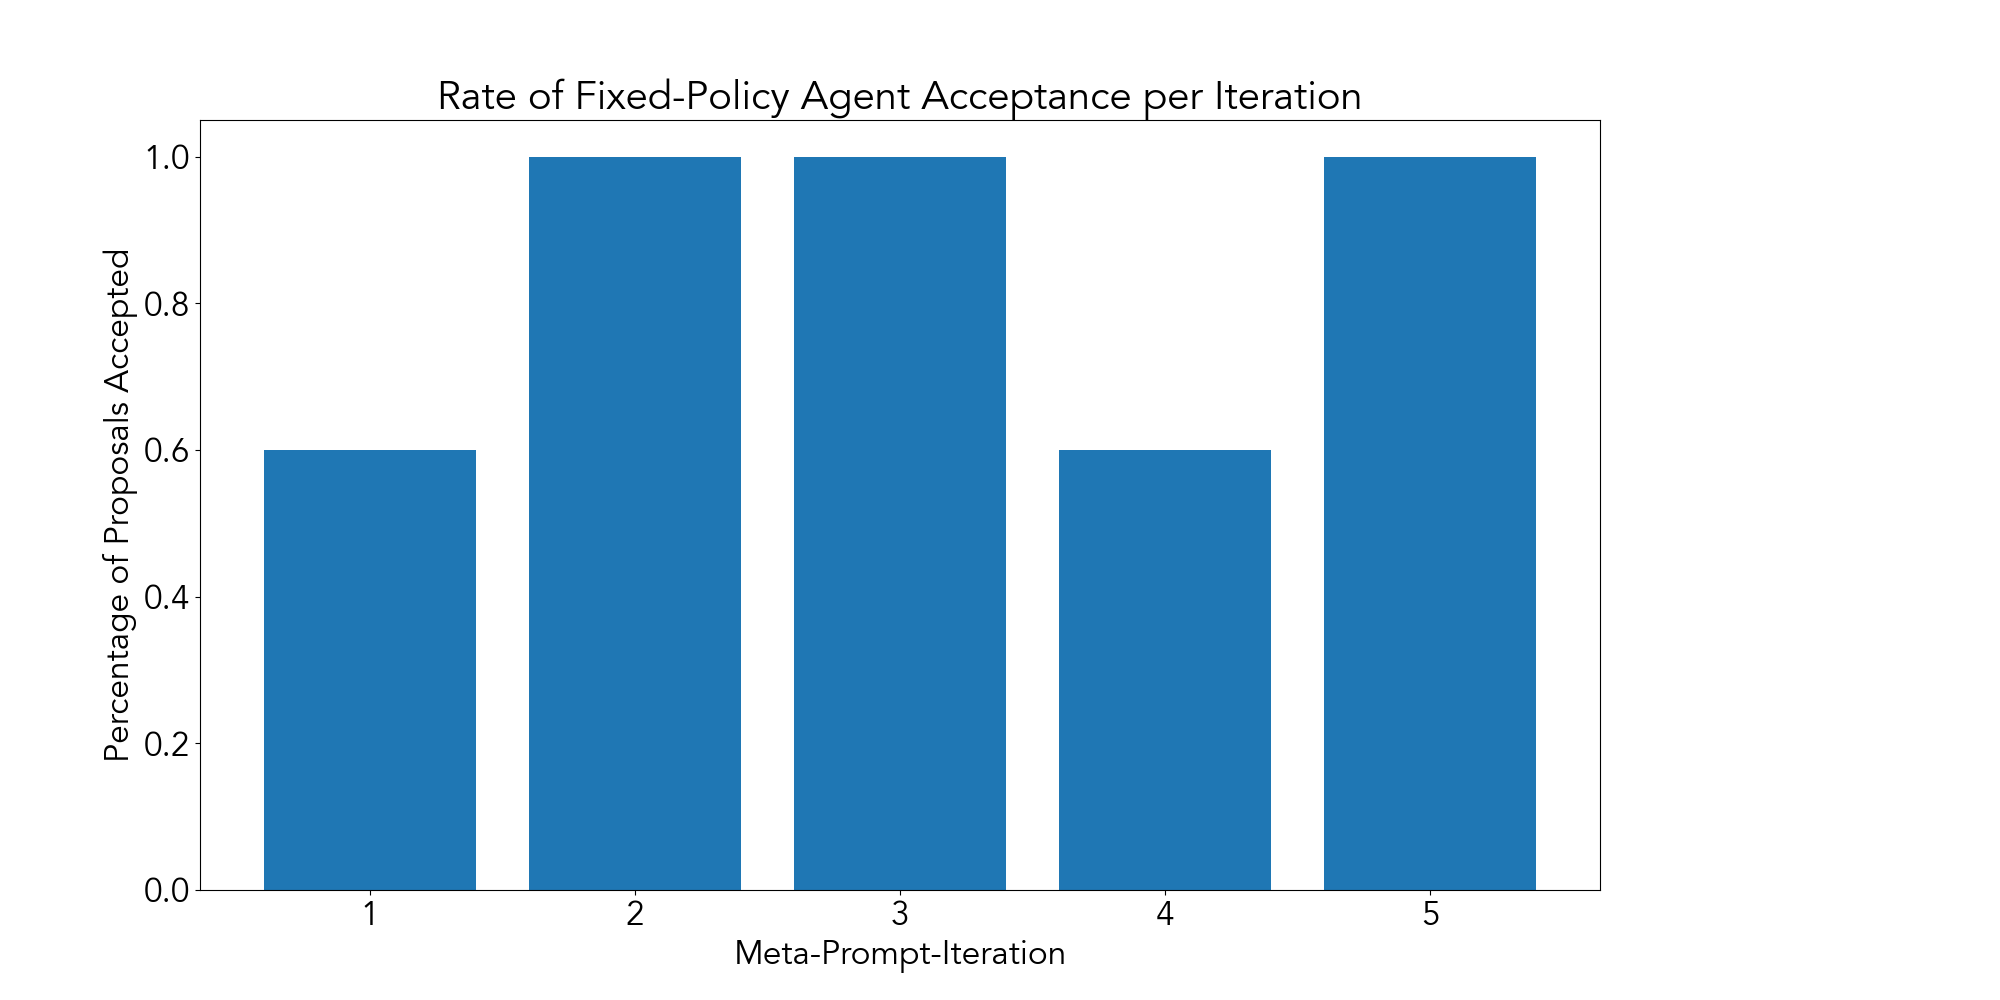 Rate of Fixed-Policy Agent Acceptance per Iteration
Percentage of Proposals Accepted
1.0
0.8
0.6
0.4
0.2
0.0
1 2 3 4 5
Meta-Prompt-Iteration